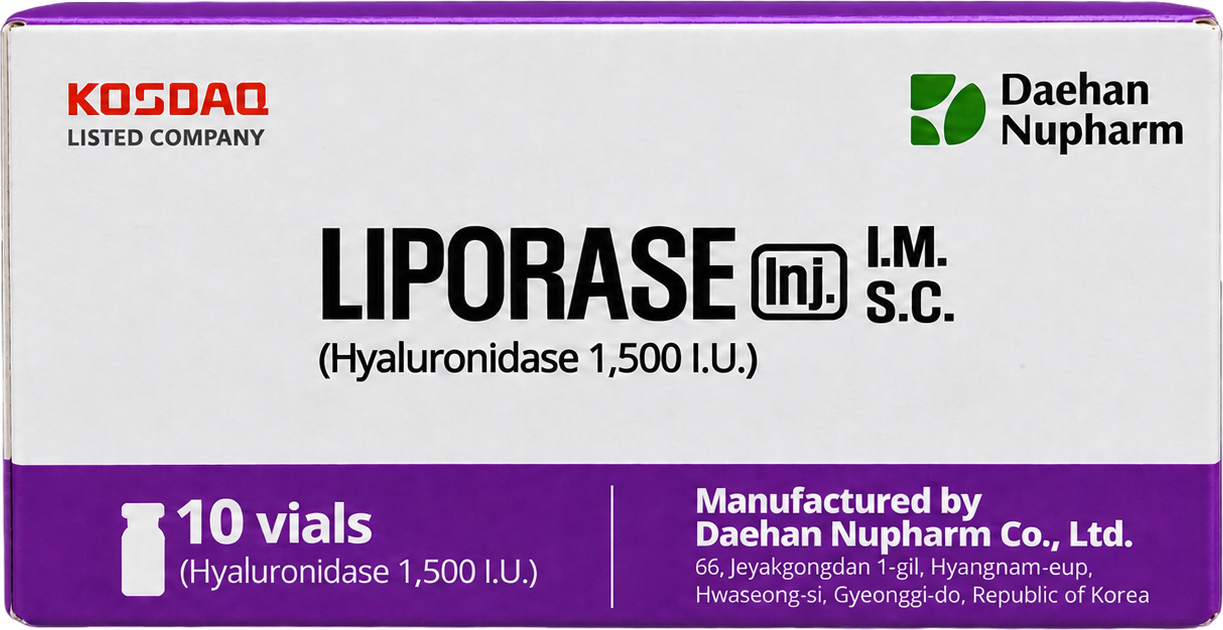 KOSDAQ
LISTED COMPANY
Daehan
Nupharm
LIPORASE Inj. I.M.
S.C.
(Hyaluronidase 1,500 I.U.)
10 vials
(Hyaluronidase 1,500 I.U.)
Manufactured by
Daehan Nupharm Co., Ltd.
66, Jeyakgongdan 1-gil, Hyangnam-eup,
Hwaseong-si, Gyeonggi-do, Republic of Korea